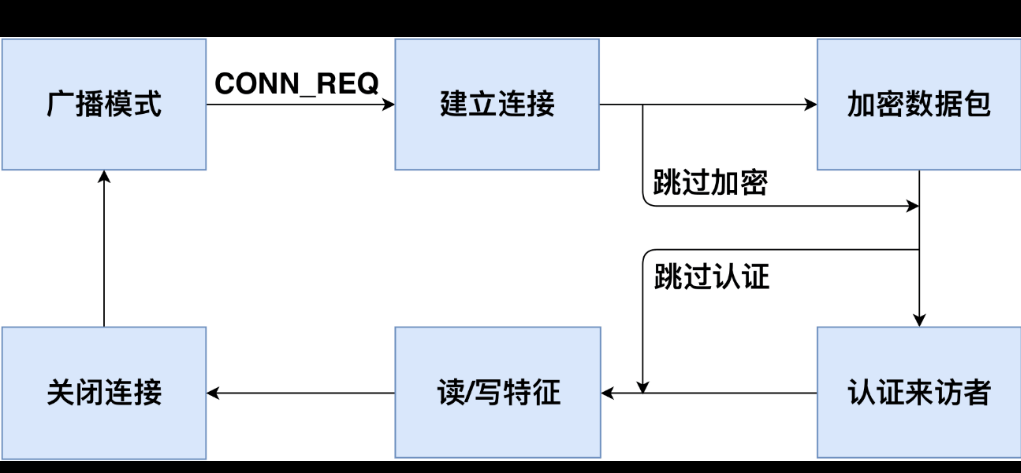 广播模式
CONN_REQ
建立连接
加密数据包
跳过加密
跳过认证
关闭连接
读/写特征
认证来访者